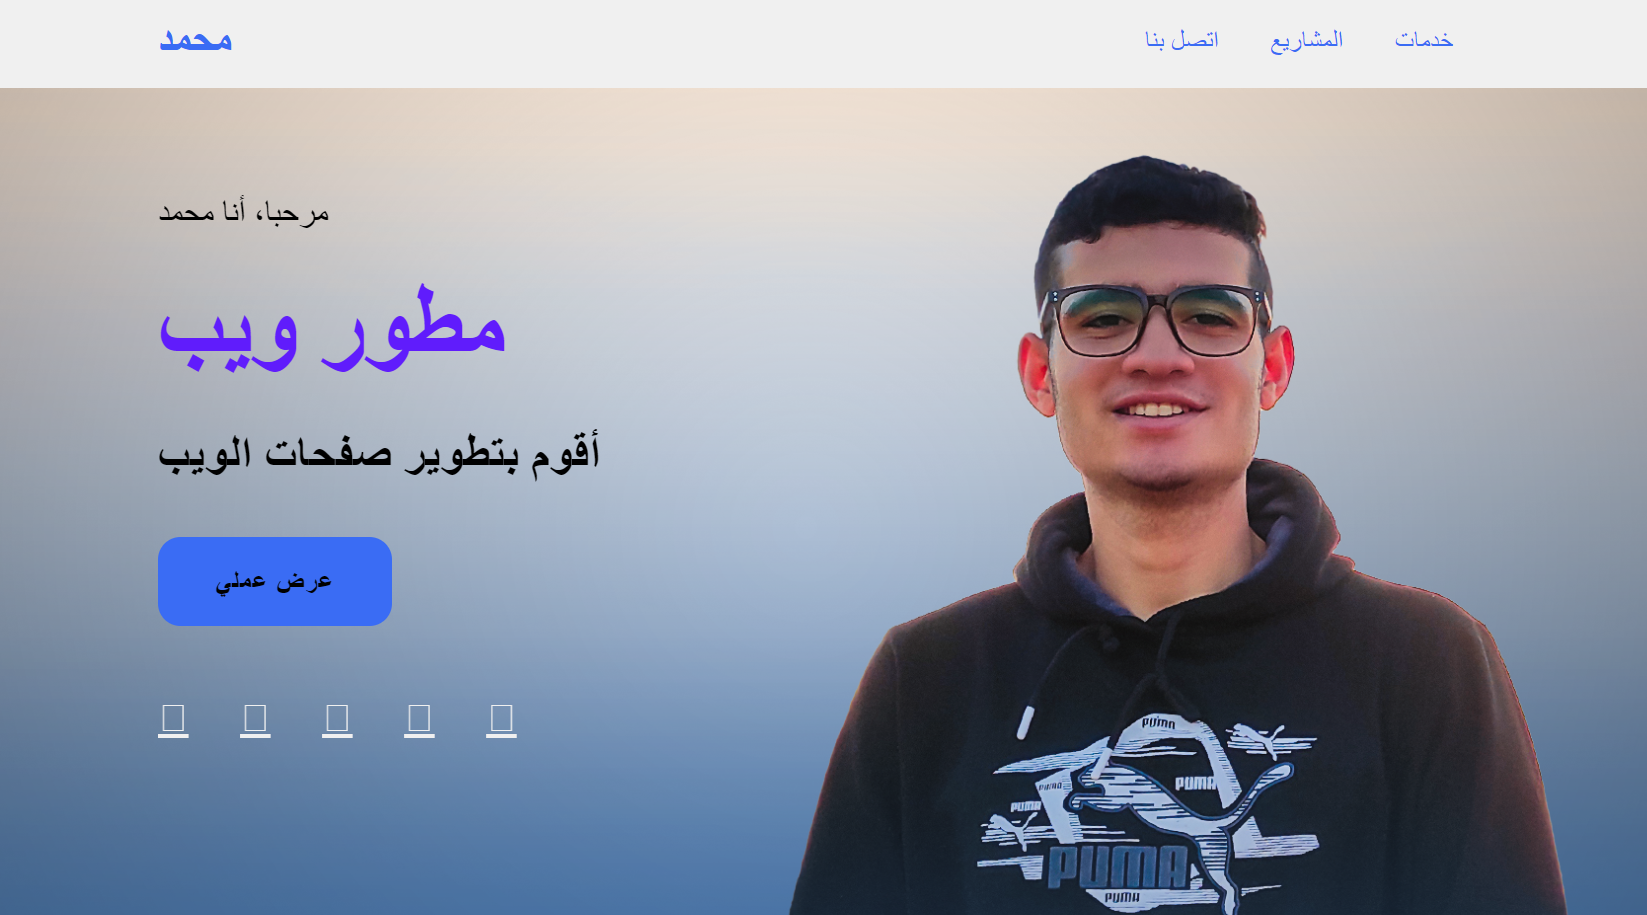 خدمات
المشاريع
اتصل بنا
محمد
مرحبا، أنا محمد
مطور ويب
أقوم بتطوير صفحات الويب
عرض عملي
PUMA
PUMA
PUMA
PUMA
PUMA
PUMA